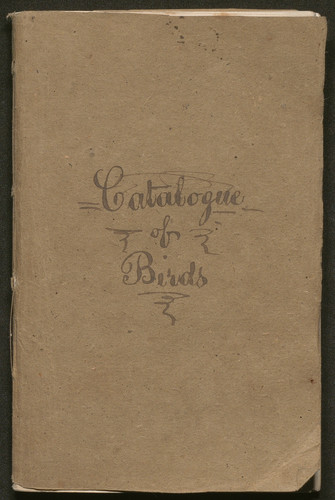 Catalogue
of
Birds